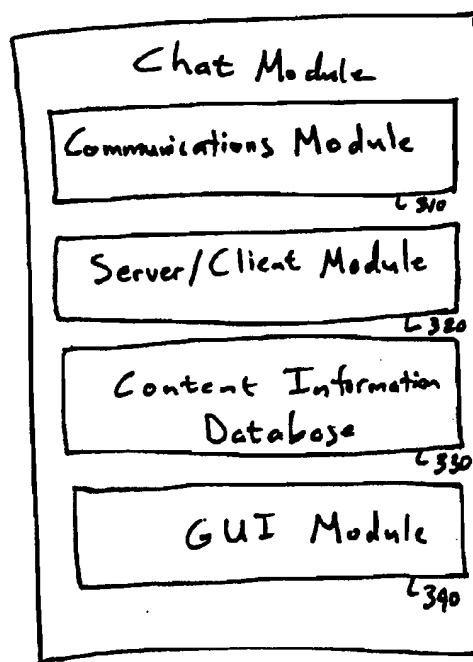 Chat Module
Communications Module
310
Server/Client Module
320
Content Information
Database
330
GUI Module
340